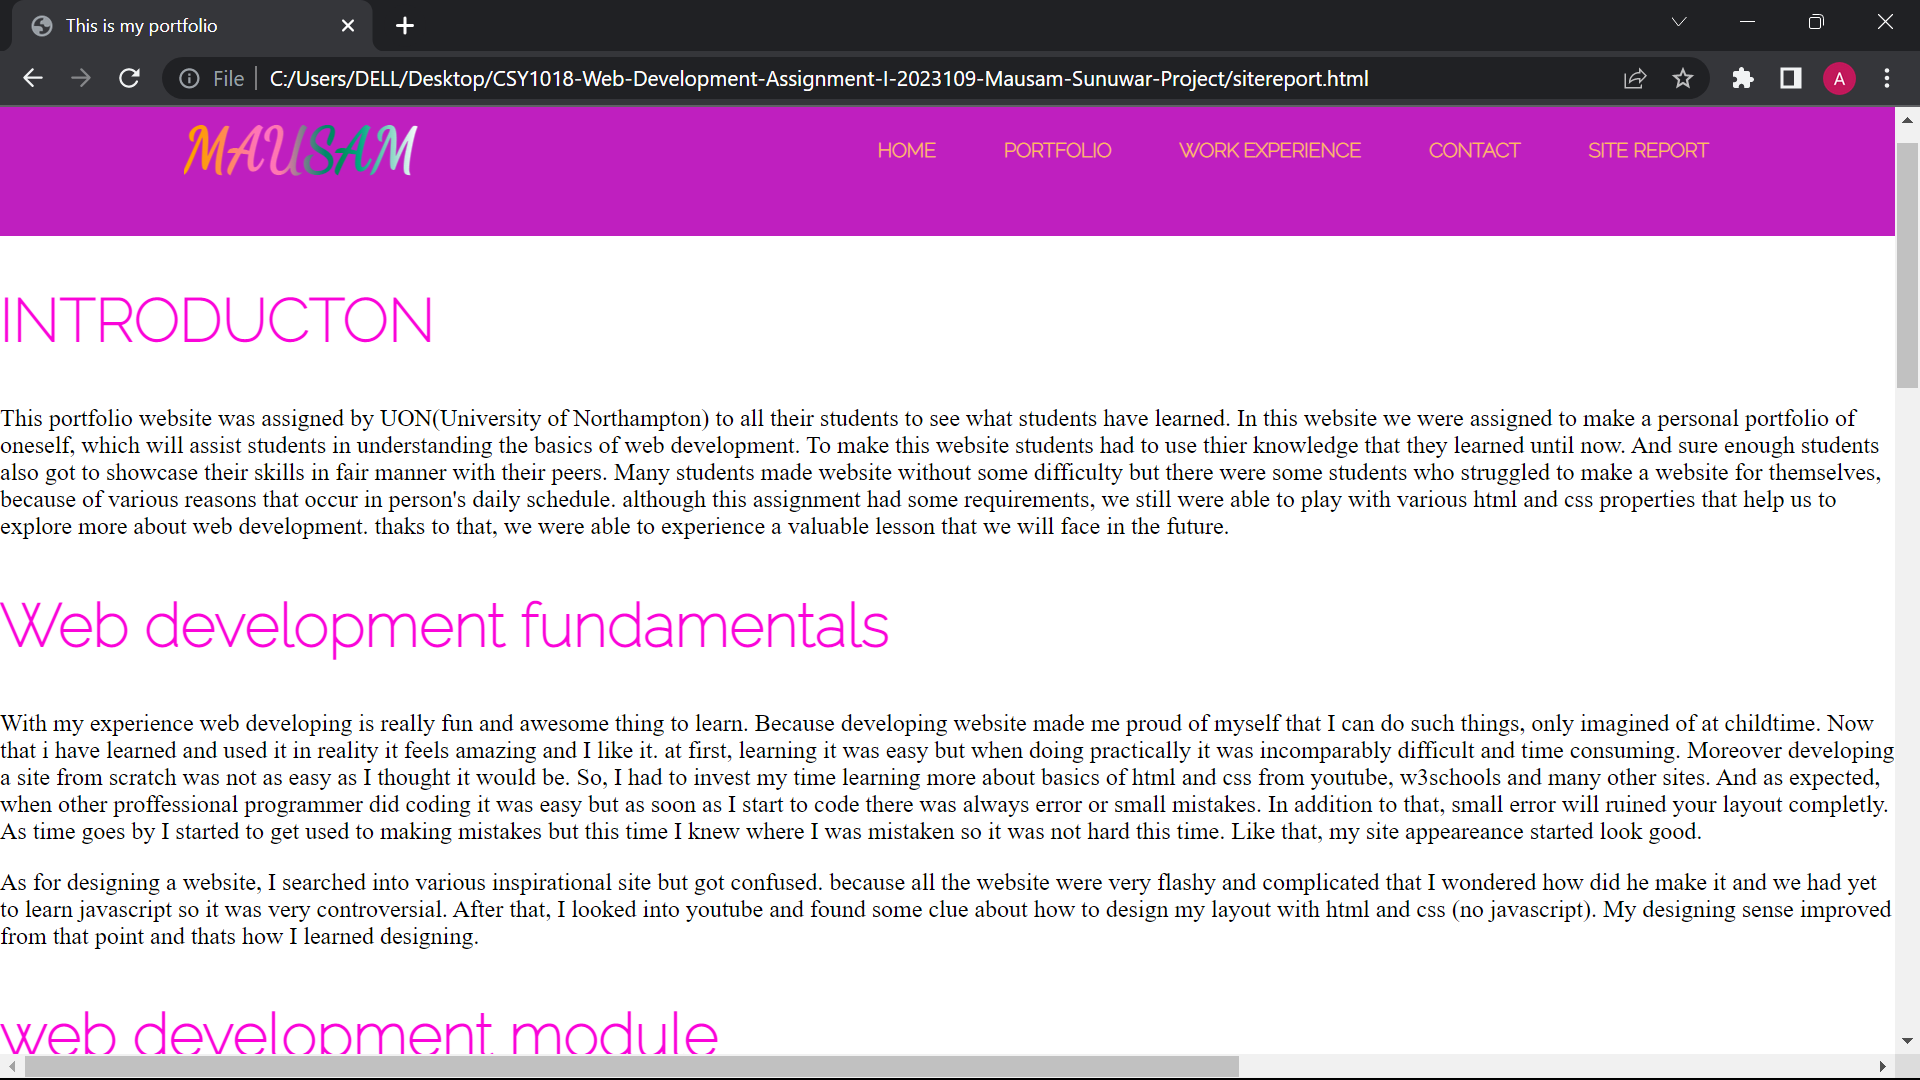 This is my portfolio
File C:/Users/DELL/Desktop/CSY1018-Web-Development-Assignment-I-2023109-Mausam-Sunuwar-Project/sitereport.html
A
MAUSAM
HOME PORTFOLIO WORK EXPERIENCE CONTACT SITE REPORT
INTRODUCTON
This portfolio website was assigned by UON(University of Northampton) to all their students to see what students have learned. In this website we were assigned to make a personal portfolio of
oneself, which will assist students in understanding the basics of web development. To make this website students had to use thier knowledge that they learned until now. And sure enough students
also got to showcase their skills in fair manner with their peers. Many students made website without some difficulty but there were some students who struggled to make a website for themselves,
because of various reasons that occur in person's daily schedule. although this assignment had some requirements, we still were able to play with various html and css properties that help us to
explore more about web development. thaks to that, we were able to experience a valuable lesson that we will face in the future.
Web development fundamentals
With my experience web developing is really fun and awesome thing to learn. Because developing website made me proud of myself that I can do such things, only imagined of at childtime. Now
that i have learned and used it in reality it feels amazing and I like it. at first, learning it was easy but when doing practically it was incomparably difficult and time consuming. Moreover developing
a site from scratch was not as easy as I thought it would be. So, I had to invest my time learning more about basics of html and css from youtube, w3schools and many other sites. And as expected,
when other proffessional programmer did coding it was easy but as soon as I start to code there was always error or small mistakes. In addition to that, small error will ruined your layout completly.
As time goes by I started to get used to making mistakes but this time I knew where I was mistaken so it was not hard this time. Like that, my site appeareance started look good.
As for designing a website, I searched into various inspirational site but got confused. because all the website were very flashy and complicated that I wondered how did he make it and we had yet
to learn javascript so it was very controversial. After that, I looked into youtube and found some clue about how to design my layout with html and css (no javascript). My designing sense improved
from that point and thats how I learned designing.
web development module